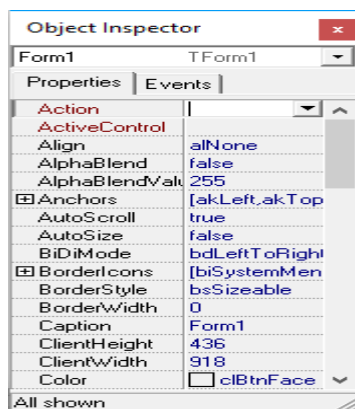 Object Inspector
Form1 TForm1
Properties Events
Action
ActiveControl
Align alNone
AlphaBlend false
AlphaBlendValu 255
Anchors [akLeft,akTop
AutoScroll true
AutoSize false
BiDiMode bdLeftToRight
BorderIcons [biSystemMen
BorderStyle bsSizeable
BorderWidth 0
Caption Form1
ClientHeight 436
ClientWidth 918
Color clBtnFace
All shown